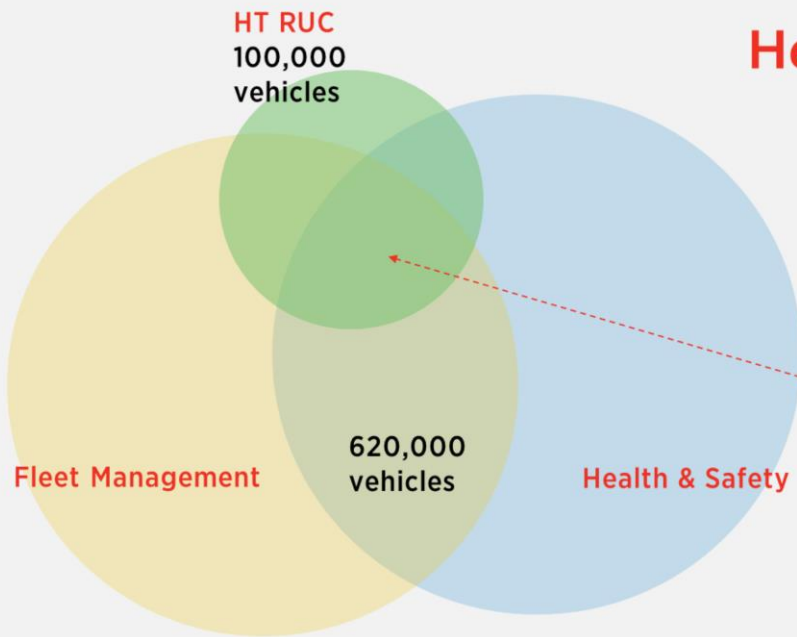 HT RUC
100,000
vehicles
620,000
vehicles
Fleet Management
Health & Safety